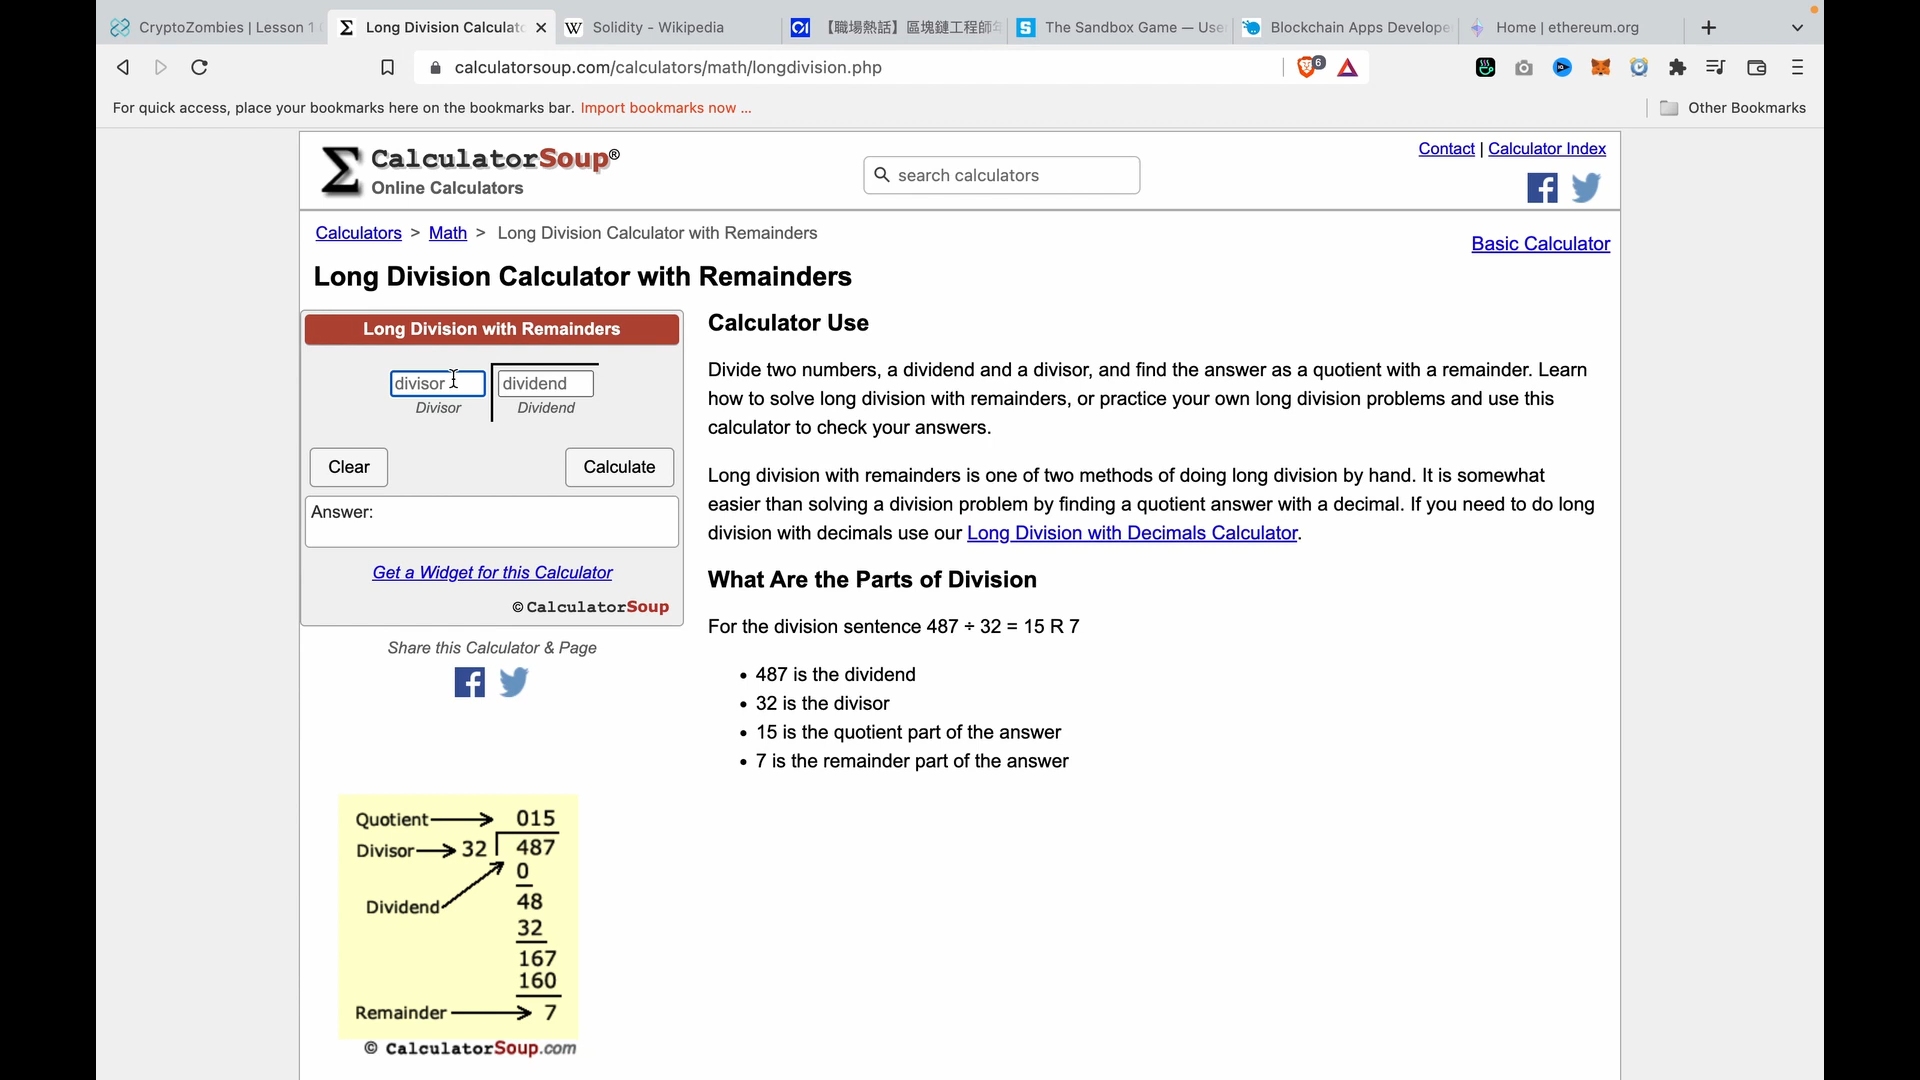 CryptoZombies | Lesson 1
Long Division Calculat
Solidity - Wikipedia
【職場熱話】區塊鏈工程師年
The Sandbox Game — Use
Blockchain Apps Develope
Home | ethereum.org
calculatorsoup.com/calculators/math/longdivision.php
6
For quick access, place your bookmarks here on the bookmarks bar. Import bookmarks now ...
Other Bookmarks
CalculatorSoup®
Online Calculators
search calculators
Contact | Calculator Index
Calculators > Math > Long Division Calculator with Remainders
Basic Calculator
Long Division Calculator with Remainders
Long Division with Remainders
divisor
dividend
Divisor
Dividend
Clear
Calculate
Answer:
Get a Widget for this Calculator
© CalculatorSoup
Share this Calculator & Page
Calculator Use
Divide two numbers, a dividend and a divisor, and find the answer as a quotient with a remainder. Learn
how to solve long division with remainders, or practice your own long division problems and use this
calculator to check your answers.
Long division with remainders is one of two methods of doing long division by hand. It is somewhat
easier than solving a division problem by finding a quotient answer with a decimal. If you need to do long
division with decimals use our Long Division with Decimals Calculator.
What Are the Parts of Division
For the division sentence 487 ÷ 32 = 15 R 7
• 487 is the dividend
• 32 is the divisor
• 15 is the quotient part of the answer
• 7 is the remainder part of the answer
Quotient 015
Divisor 32 487
0
Dividend 48
32
167
160
Remainder 7
© CalculatorSoup.com